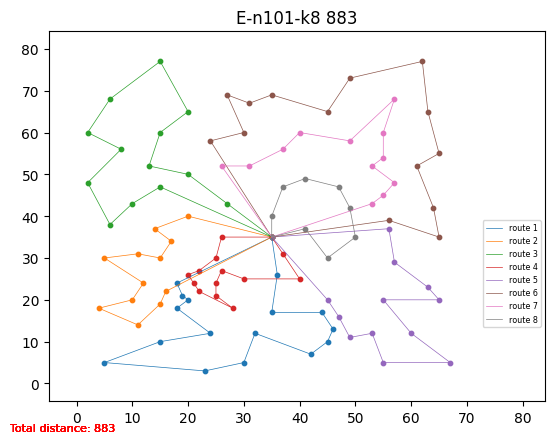 E-n101-k8 883
80
70
60
50
40
30
20
10
0
route 1
route 2
route 3
route 4
route 5
route 6
route 7
route 8
0 10 20 30 40 50 60 70 80
Total distance: 883